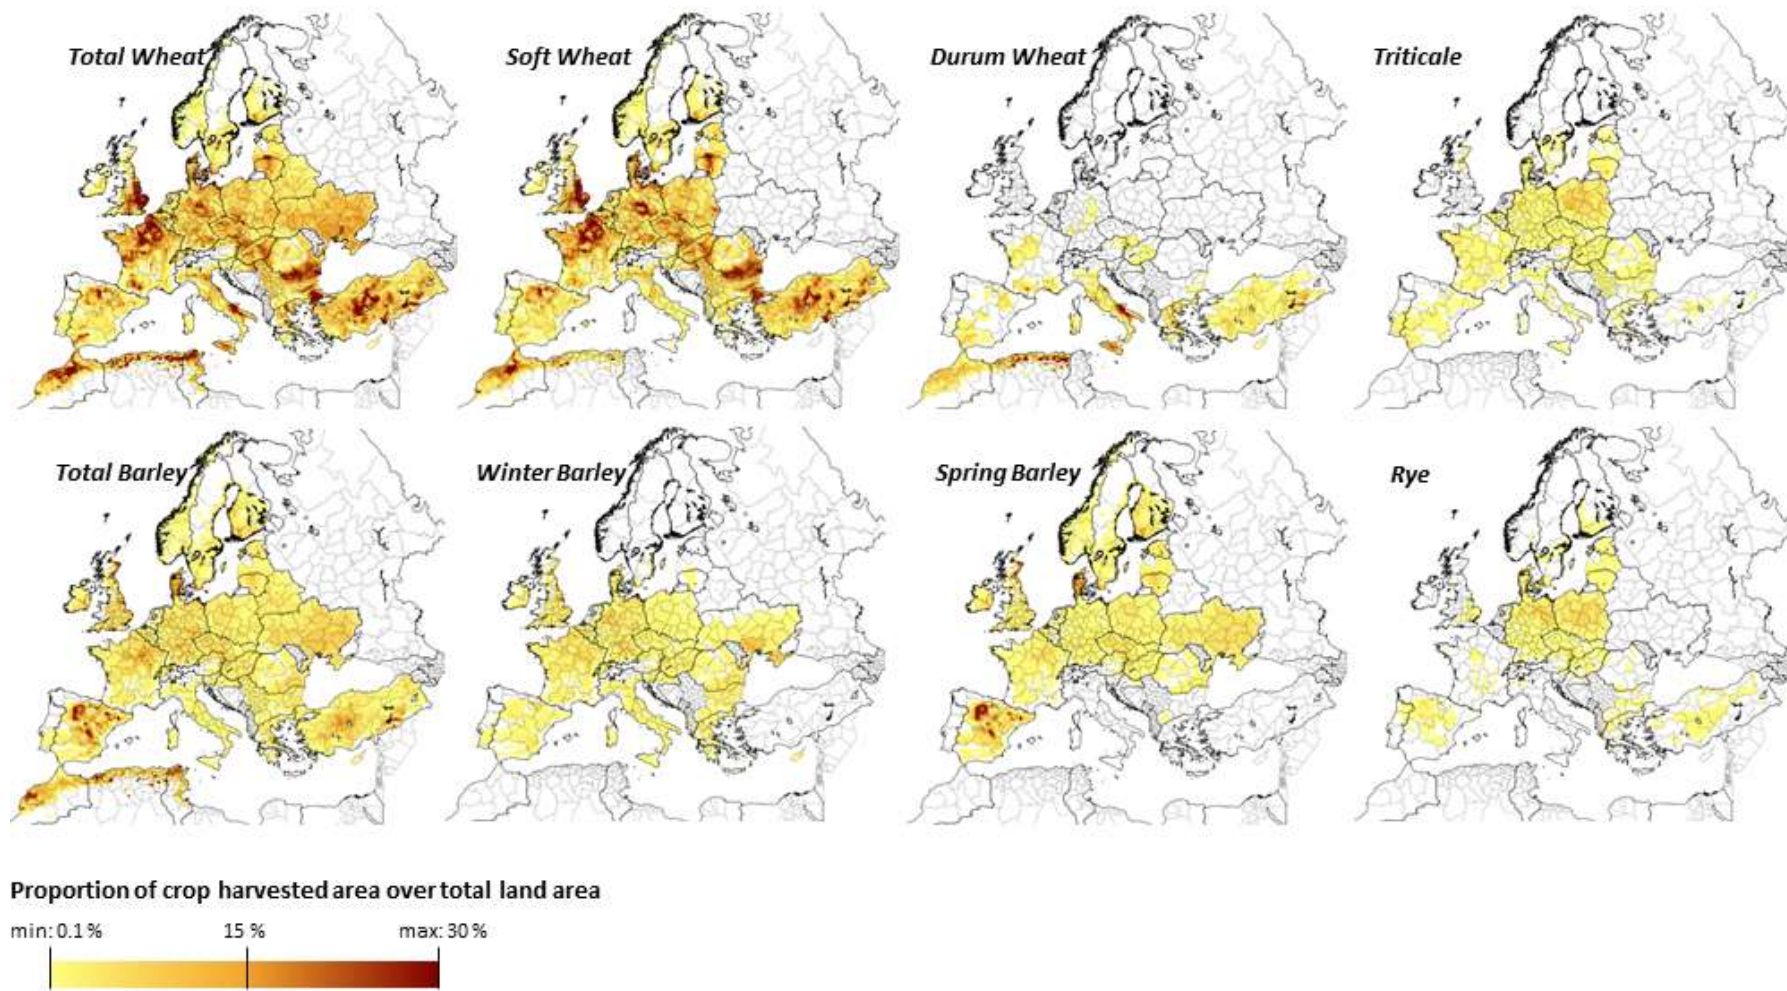 Total Wheat
Soft Wheat
Durum Wheat
Triticale
Total Barley
Winter Barley
Spring Barley
Rye
Proportion of crop harvested area over total land area
min: 0.1 %
15 %
max: 30 %